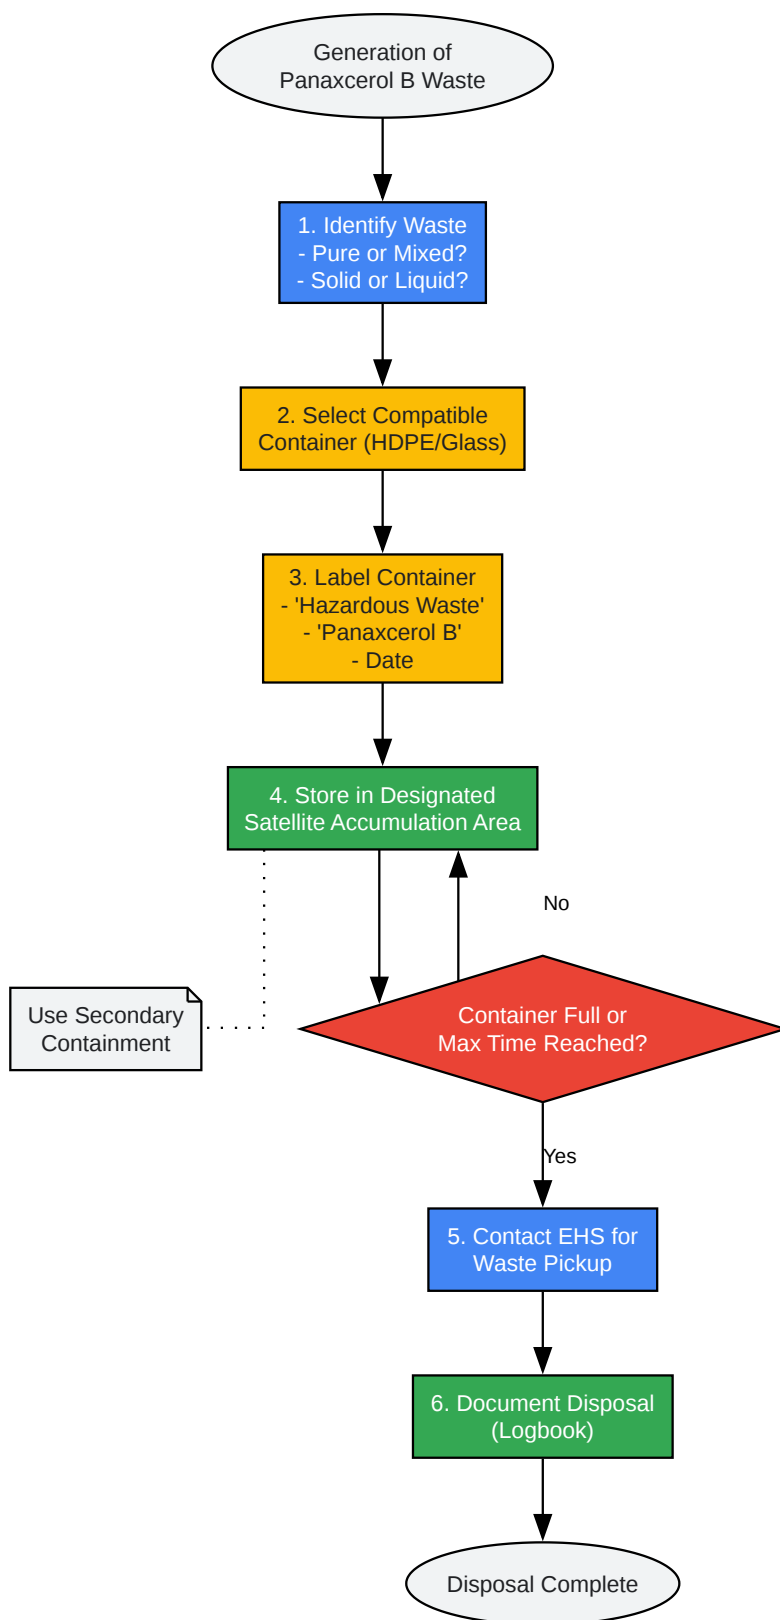 Generation of
Panaxcerol B Waste
1. Identify Waste
- Pure or Mixed?
- Solid or Liquid?
2. Select Compatible
Container (HDPE/Glass)
3. Label Container
- 'Hazardous Waste'
- 'Panaxcerol B'
- Date
4. Store in Designated
Satellite Accumulation Area
No
Use Secondary
Containment
Container Full or
Max Time Reached?
Yes
5. Contact EHS for
Waste Pickup
6. Document Disposal
(Logbook)
Disposal Complete